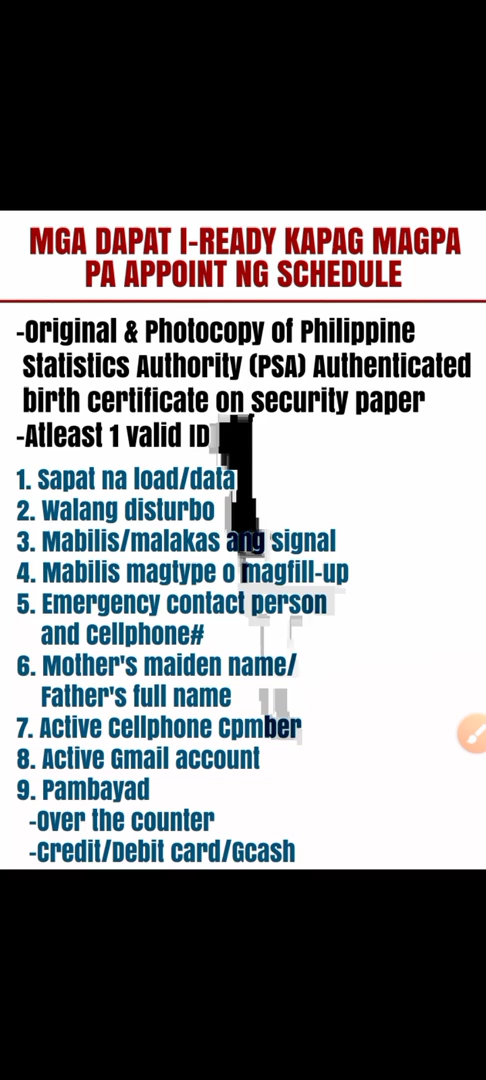 MGA DAPAT I-READY KAPAG MAGPA
PA APPOINT NG SCHEDULE
-Original & Photocopy of Philippine
Statistics Authority (PSA) Authenticated
birth certificate on security paper
-Atleast 1 valid ID
1. Sapat na load/data
2. Walang disturbo
3. Mabilis/malakas ang signal
4. Mabilis magtype o magfill-up
5. Emergency contact person
and Cellphone#
6. Mother's maiden name/
Father's full name
7. Active Cellphone Cpmber
8. Active Gmail account
9. Pambayad
-Over the counter
-Credit/Debit card/Gcash